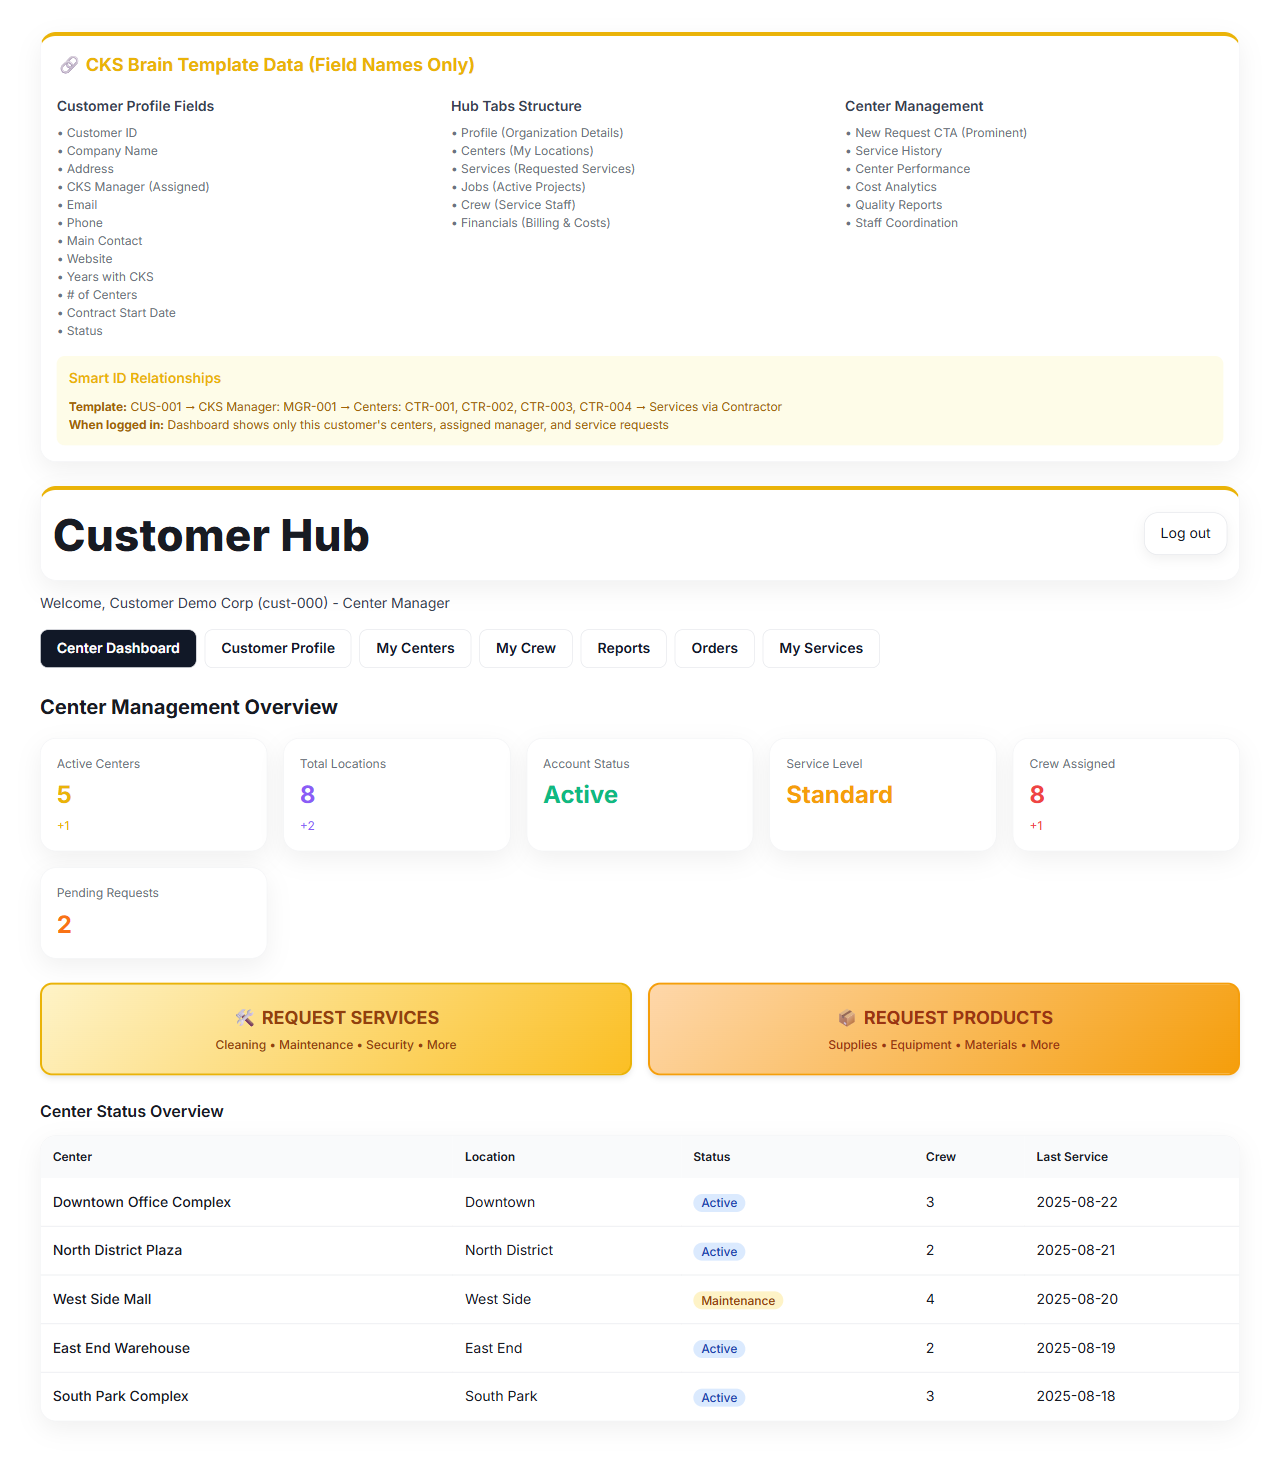 🔗 CKS Brain Template Data (Field Names Only)
Customer Profile Fields
• Customer ID
• Company Name
• Address
• CKS Manager (Assigned)
• Email
• Phone
• Main Contact
• Website
• Years with CKS
• # of Centers
• Contract Start Date
• Status
Hub Tabs Structure
• Profile (Organization Details)
• Centers (My Locations)
• Services (Requested Services)
• Jobs (Active Projects)
• Crew (Service Staff)
• Financials (Billing & Costs)
Center Management
• New Request CTA (Prominent)
• Service History
• Center Performance
• Cost Analytics
• Quality Reports
• Staff Coordination
Smart ID Relationships
Template: CUS-001 → CKS Manager: MGR-001 → Centers: CTR-001, CTR-002, CTR-003, CTR-004 → Services via Contractor
When logged in: Dashboard shows only this customer's centers, assigned manager, and service requests
Customer Hub
Log out
Welcome, Customer Demo Corp (cust-000) - Center Manager
Center Dashboard Customer Profile My Centers My Crew Reports Orders My Services
Center Management Overview
Active Centers
5
+1
Total Locations
8
+2
Account Status
Active
Service Level
Standard
Crew Assigned
8
+1
Pending Requests
2
🛠️ REQUEST SERVICES
Cleaning • Maintenance • Security • More
📦 REQUEST PRODUCTS
Supplies • Equipment • Materials • More
Center Status Overview
Center Location Status Crew Last Service
Downtown Office Complex Downtown Active 3 2025-08-22
North District Plaza North District Active 2 2025-08-21
West Side Mall West Side Maintenance 4 2025-08-20
East End Warehouse East End Active 2 2025-08-19
South Park Complex South Park Active 3 2025-08-18